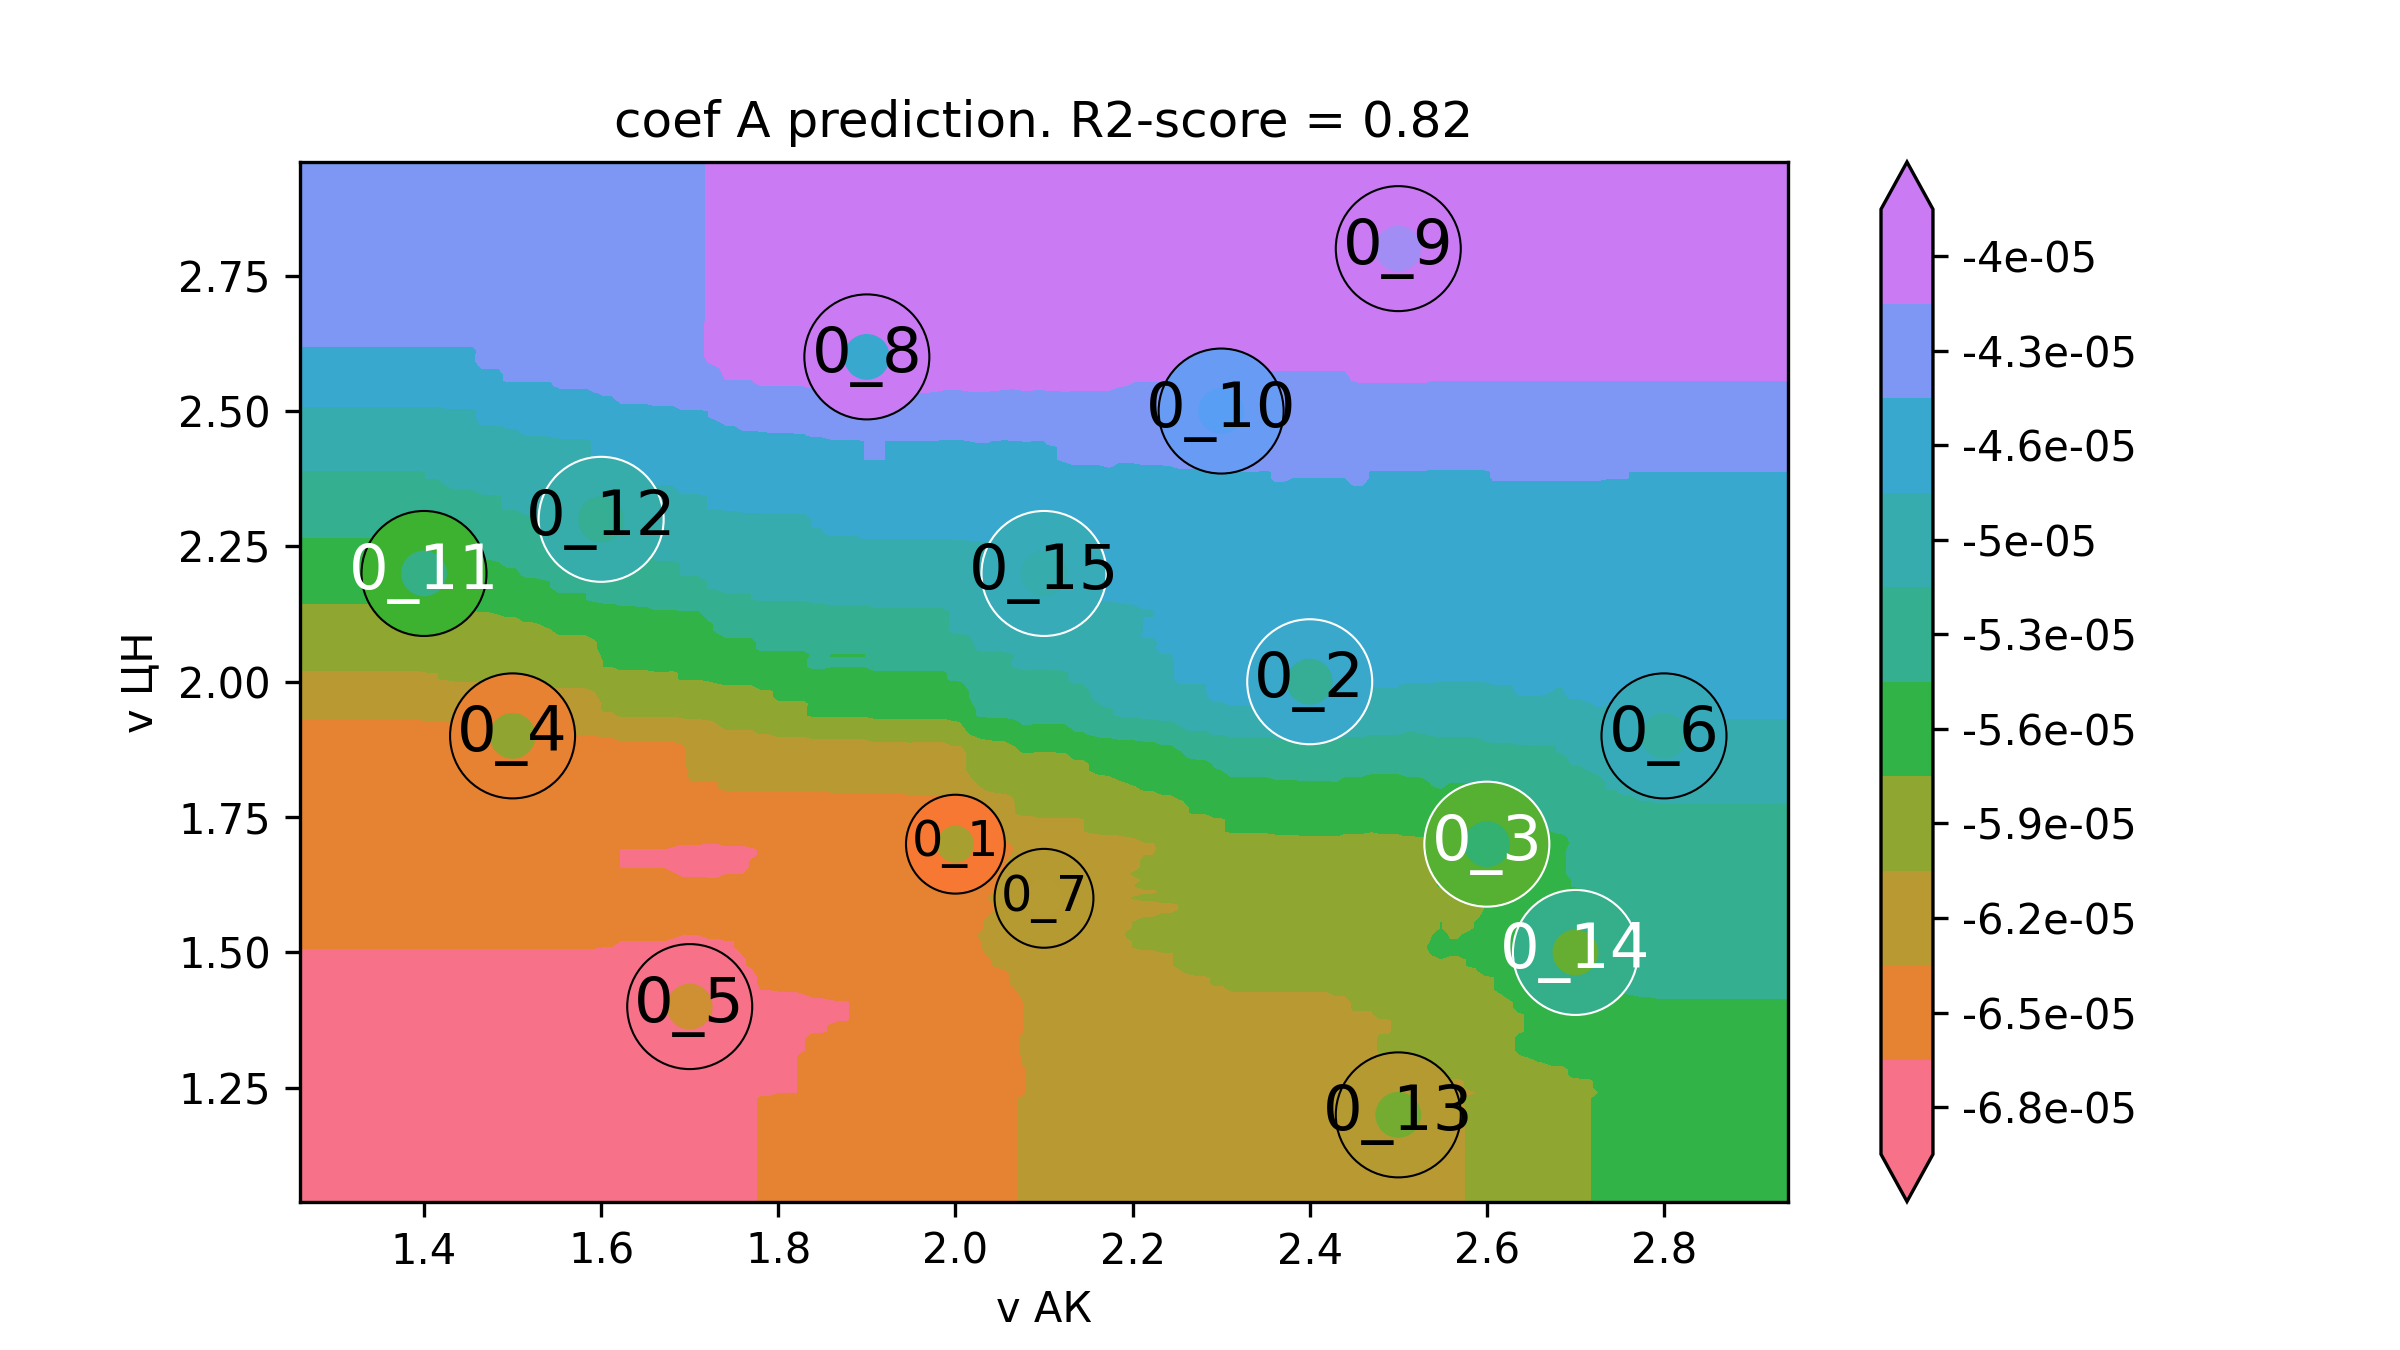 coef A prediction. R2-score = 0.82
v ЦН
2.75
2.50
2.25
2.00
1.75
1.50
1.25
0_9
0_8
0_10
0_12
0_11
0_15
0_2
0_4
0_6
0_1
0_3
0_7
0_14
0_5
0_13
1.4 1.6 1.8 2.0 2.2 2.4 2.6 2.8
v АК
-4e-05
-4.3e-05
-4.6e-05
-5e-05
-5.3e-05
-5.6e-05
-5.9e-05
-6.2e-05
-6.5e-05
-6.8e-05